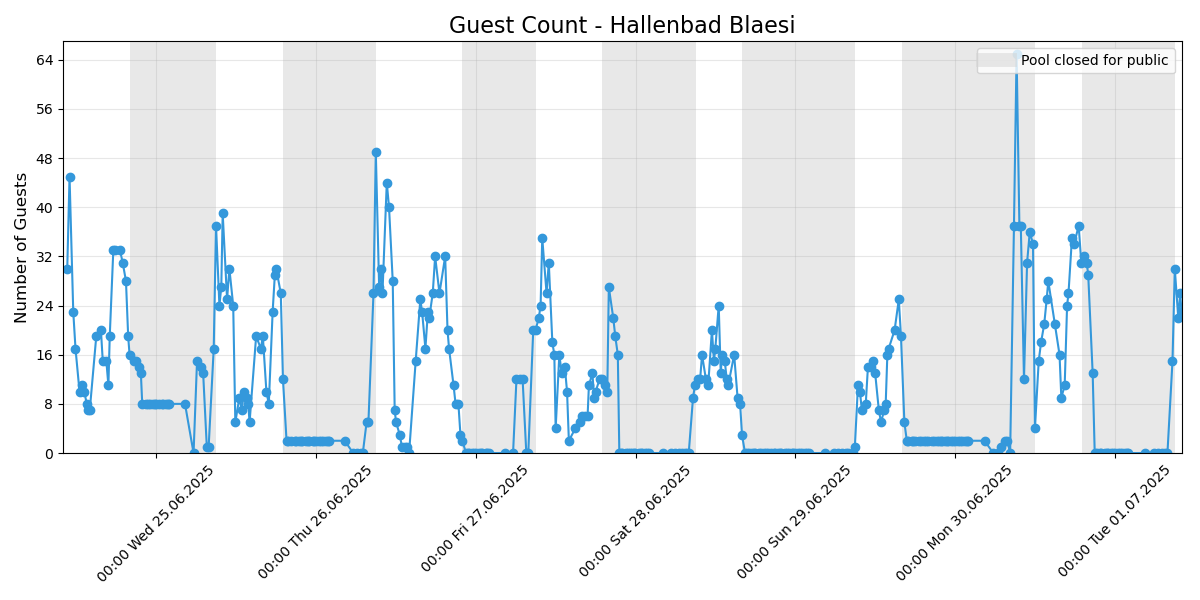 Guest Count - Hallenbad Blaesi
Pool closed for public
Number of Guests
64
56
48
40
32
24
16
8
0
00:00 Wed 25.06.2025
00:00 Thu 26.06.2025
00:00 Fri 27.06.2025
00:00 Sat 28.06.2025
00:00 Sun 29.06.2025
00:00 Mon 30.06.2025
00:00 Tue 01.07.2025